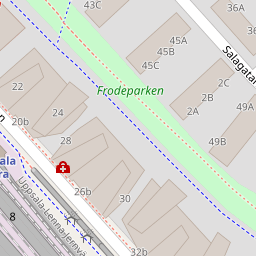 43C
36A
45A
45B
Salagatan
45C
22
Frodeparken
2A
2B
24
2C
20b
28
49A
49B
26b
Uppsala-Lenna Jernväg
30
8
32b